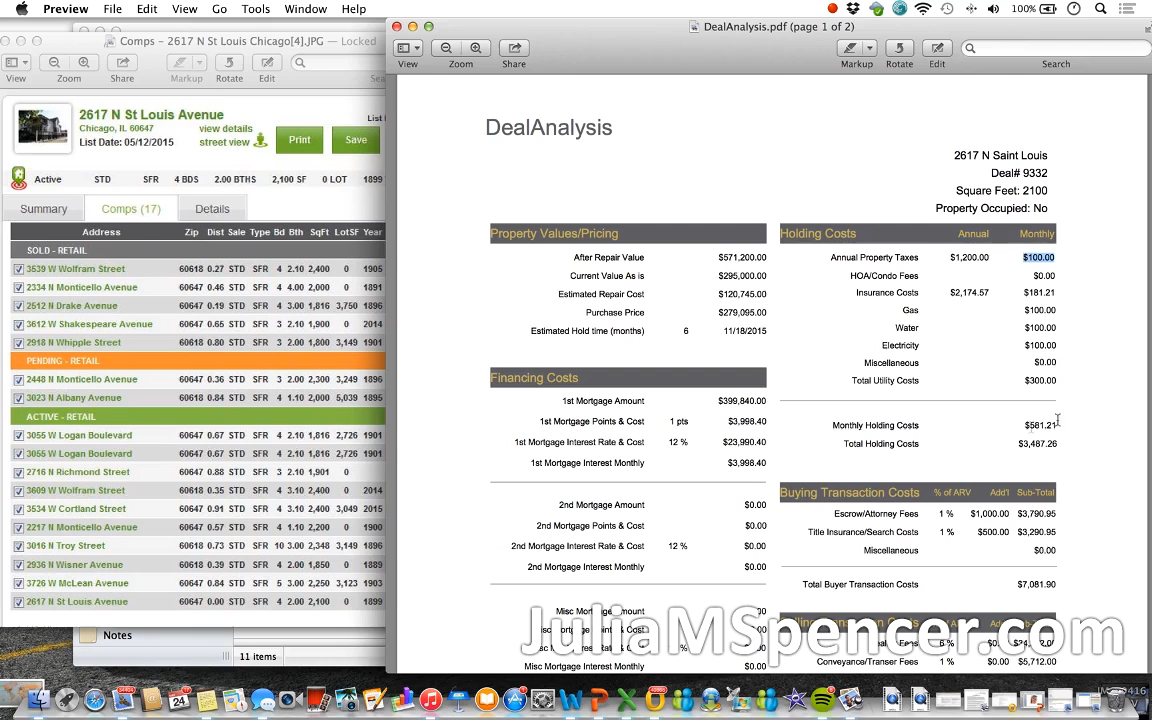 Preview File Edit View Go Tools Window Help 100%
Comps - 2617 N St Louis Chicago[4].JPG — Locked
View Zoom Share Markup Rotate Edit
2617 N St Louis Avenue
Chicago, IL 60647
List Date: 05/12/2015
view details
street view
Print Save
Active STD SFR 4 BDS 2.00 BTHS 2,100 SF 0 LOT 1899
Summary Comps (17) Details
Address Zip Dist Sale Type Bd Bth SqFt LotSF Year
SOLD - RETAIL
3539 W Wolfram Street 60618 0.27 STD SFR 4 2.10 2,400 0 1905
2334 N Monticello Avenue 60647 0.46 STD SFR 4 4.00 2,000 0 1891
2512 N Drake Avenue 60647 0.19 STD SFR 4 3.10 1,816 3,750 1896
3612 W Shakespeare Avenue 60647 0.65 STD SFR 3 2.10 1,900 0 2014
2918 N Whipple Street 60618 0.80 STD SFR 3 2.00 1,800 3,149 1901
PENDING - RETAIL
2448 N Monticello Avenue 60647 0.36 STD SFR 3 2.00 2,300 3,249 1896
3023 N Albany Avenue 60618 0.84 STD SFR 4 1.10 2,000 5,039 1895
ACTIVE - RETAIL
3055 W Logan Boulevard 60647 0.67 STD SFR 4 2.10 1,816 2,726 1901
3055 W Logan Boulevard 60647 0.67 STD SFR 4 2.10 1,816 2,726 1901
2716 N Richmond Street 60647 0.88 STD SFR 3 2.10 1,901 0
3609 W Wolfram Street 60618 0.35 STD SFR 4 3.10 2,400 0 2014
3534 W Cortland Street 60647 0.91 STD SFR 4 3.10 2,400 3,049 2015
2217 N Monticello Avenue 60647 0.57 STD SFR 4 1.10 2,200 0 1900
3016 N Troy Street 60618 0.73 STD SFR 10 3.00 2,348 3,149 1896
2936 N Wisner Avenue 60618 0.39 STD SFR 4 2.00 1,850 0 1889
3726 W McLean Avenue 60647 0.84 STD SFR 5 3.00 2,250 3,123 1903
2617 N St Louis Avenue 60647 0.00 STD SFR 4 2.00 2,100 0 1899
Notes
11 items
DealAnalysis.pdf (page 1 of 2)
View Zoom Share Markup Rotate Edit Search
DealAnalysis
2617 N Saint Louis
Deal# 9332
Square Feet: 2100
Property Occupied: No
Property Values/Pricing
After Repair Value $571,200.00
Current Value As is $295,000.00
Estimated Repair Cost $120,745.00
Purchase Price $279,095.00
Estimated Hold time (months) 6 11/18/2015
Financing Costs
1st Mortgage Amount $399,840.00
1st Mortgage Points & Cost 1 pts $3,998.40
1st Mortgage Interest Rate & Cost 12 % $23,990.40
1st Mortgage Interest Monthly $3,998.40
2nd Mortgage Amount $0.00
2nd Mortgage Points & Cost $0.00
2nd Mortgage Interest Rate & Cost 12 % $0.00
2nd Mortgage Interest Monthly $0.00
Misc Mortgage Amount
Misc Mortgage Interest Monthly $0.00
Holding Costs Annual Monthly
Annual Property Taxes $1,200.00 $100.00
HOA/Condo Fees $0.00
Insurance Costs $2,174.57 $181.21
Gas $100.00
Water $100.00
Electricity $100.00
Miscellaneous $0.00
Total Utility Costs $300.00
Monthly Holding Costs $581.21
Total Holding Costs $3,487.26
Buying Transaction Costs % of ARV Add'l Sub-Total
Escrow/Attorney Fees 1 % $1,000.00 $3,790.95
Title Insurance/Search Costs 1 % $500.00 $3,290.95
Miscellaneous $0.00
Total Buyer Transaction Costs $7,081.90
Conveyance/Transer Fees 1 % $0.00 $5,712.00
JuliaMSpencer.com